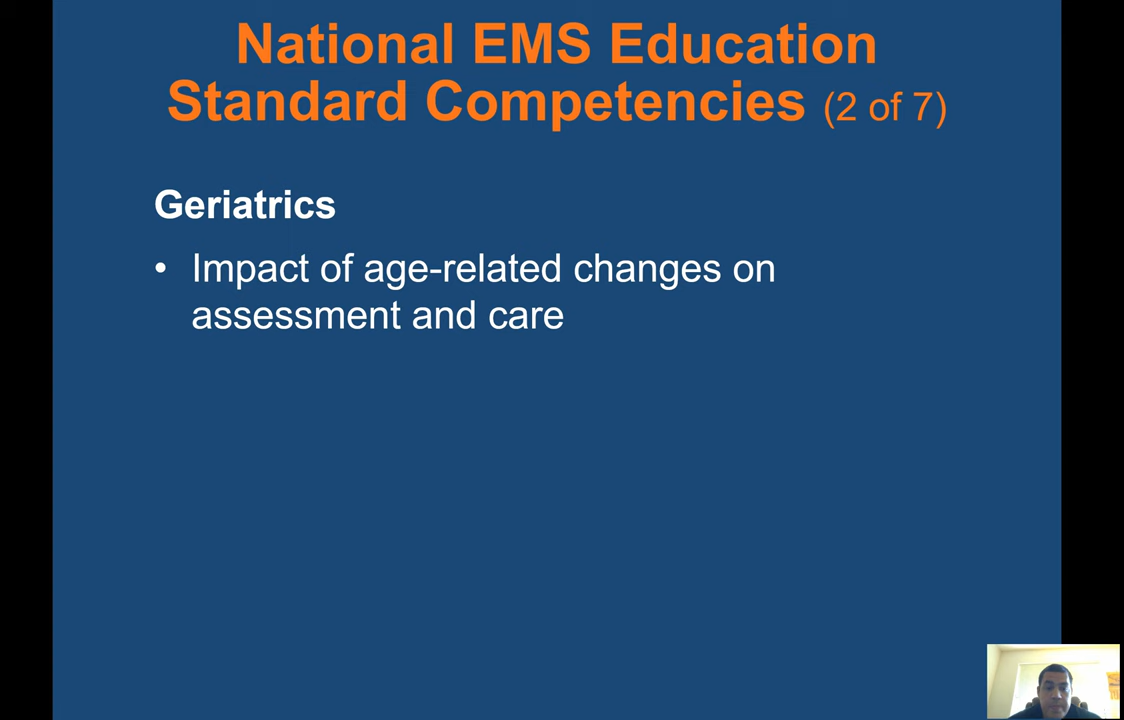 National EMS Education
Standard Competencies (2 of 7)
Geriatrics
• Impact of age-related changes on
assessment and care